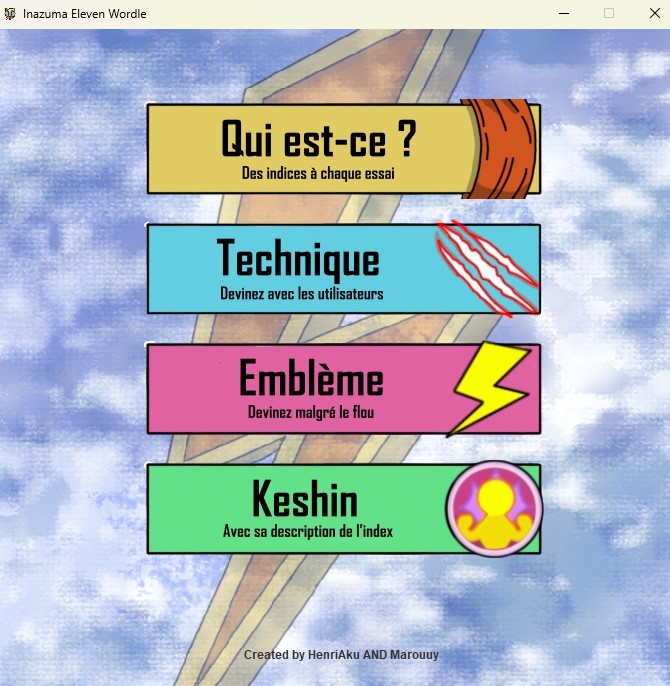 Inazuma Eleven Wordle
Qui est-ce ?
Des indices à chaque essai
Technique
Devinez avec les utilisateurs
Emblème
Devinez malgré le flou
Keshin
Avec sa description de l'index
Created by HenriAku AND Marouuy